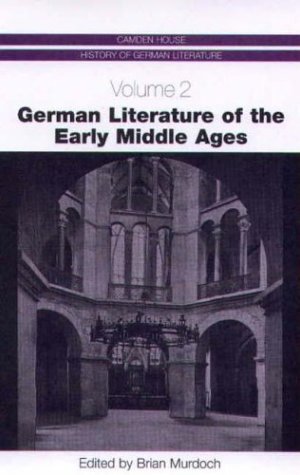 CAMDEN HOUSE
HISTORY OF GERMAN LITERATURE
Volume 2
German Literature of the
Early Middle Ages
Edited by Brian Murdoch